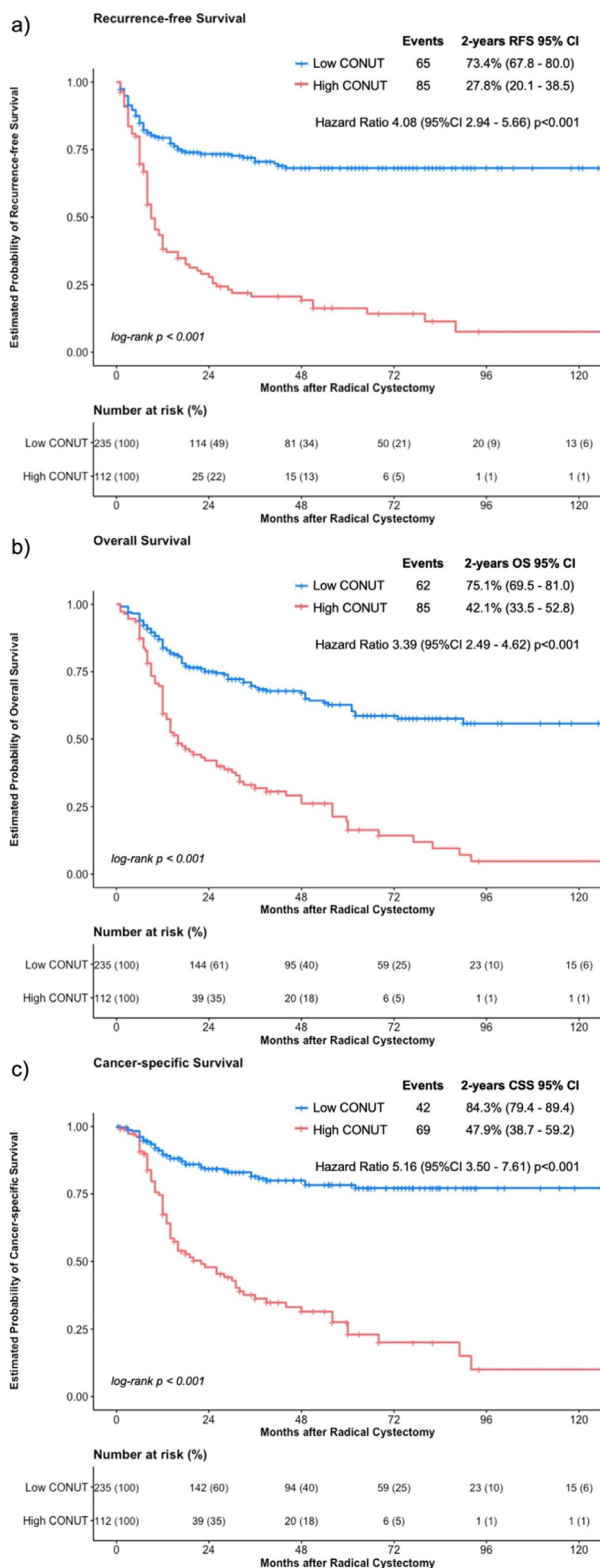 a)
Recurrence-free Survival
Events 2-years RFS 95% CI
Low CONUT 65 73.4% (67.8 - 80.0)
High CONUT 85 27.8% (20.1 - 38.5)
Hazard Ratio 4.08 (95%CI 2.94 - 5.66) p<0.001
Estimated Probability of Recurrence-free Survival
1.00
0.75
0.50
0.25
0.00
log-rank p < 0.001
0 24 48 72 96 120
Months after Radical Cystectomy
Number at risk (%)
Low CONUT 235 (100) 114 (49) 81 (34) 50 (21) 20 (9) 13 (6)
High CONUT 112 (100) 25 (22) 15 (13) 6 (5) 1 (1) 1 (1)
0 24 48 72 96 120
Months after Radical Cystectomy
b)
Overall Survival
Events 2-years OS 95% CI
Low CONUT 62 75.1% (69.5 - 81.0)
High CONUT 85 42.1% (33.5 - 52.8)
Hazard Ratio 3.39 (95%CI 2.49 - 4.62) p<0.001
Estimated Probability of Overall Survival
1.00
0.75
0.50
0.25
0.00
log-rank p < 0.001
0 24 48 72 96 120
Months after Radical Cystectomy
Number at risk (%)
Low CONUT 235 (100) 144 (61) 95 (40) 59 (25) 23 (10) 15 (6)
High CONUT 112 (100) 39 (35) 20 (18) 6 (5) 1 (1) 1 (1)
0 24 48 72 96 120
Months after Radical Cystectomy
c)
Cancer-specific Survival
Events 2-years CSS 95% CI
Low CONUT 42 84.3% (79.4 - 89.4)
High CONUT 69 47.9% (38.7 - 59.2)
Hazard Ratio 5.16 (95%CI 3.50 - 7.61) p<0.001
Estimated Probability of Cancer-specific Survival
1.00
0.75
0.50
0.25
0.00
log-rank p < 0.001
0 24 48 72 96 120
Months after Radical Cystectomy
Number at risk (%)
Low CONUT 235 (100) 142 (60) 94 (40) 59 (25) 23 (10) 15 (6)
High CONUT 112 (100) 39 (35) 20 (18) 6 (5) 1 (1) 1 (1)
0 24 48 72 96 120
Months after Radical Cystectomy